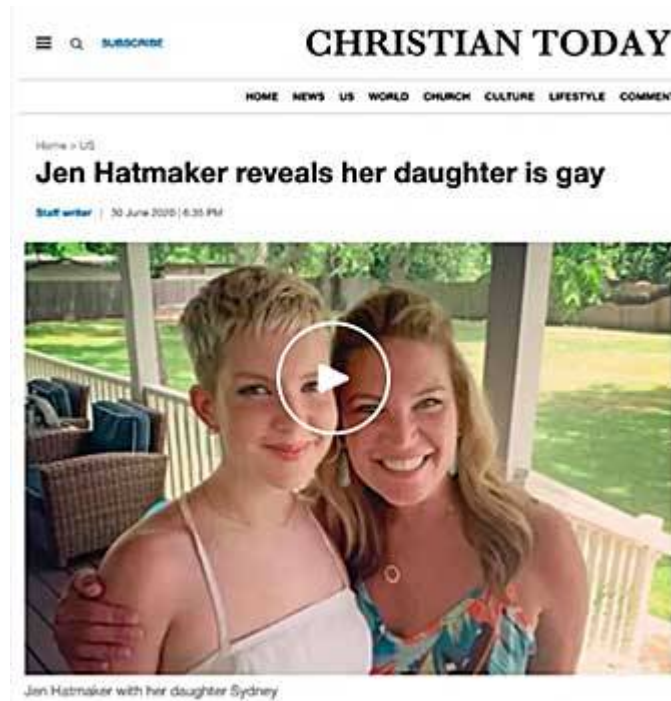 SUBSCRIBE
CHRISTIAN TODAY
HOME NEWS US WORLD CHURCH CULTURE LIFESTYLE COMMENT
Home > US
Jen Hatmaker reveals her daughter is gay
Staff writer | 30 June 2020 | 6:35 PM
Jen Hatmaker with her daughter Sydney